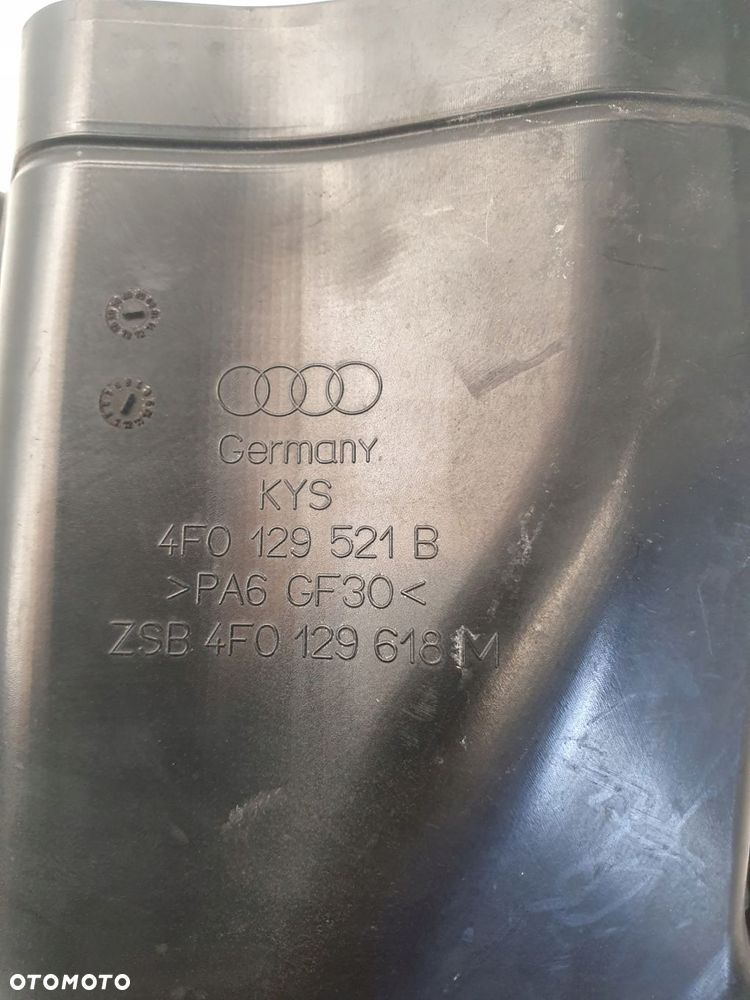 Germany
KYS
4F0 129 521 B
>PA6 GF30<
ZSB 4F0 129 618 M
OTOMOTO